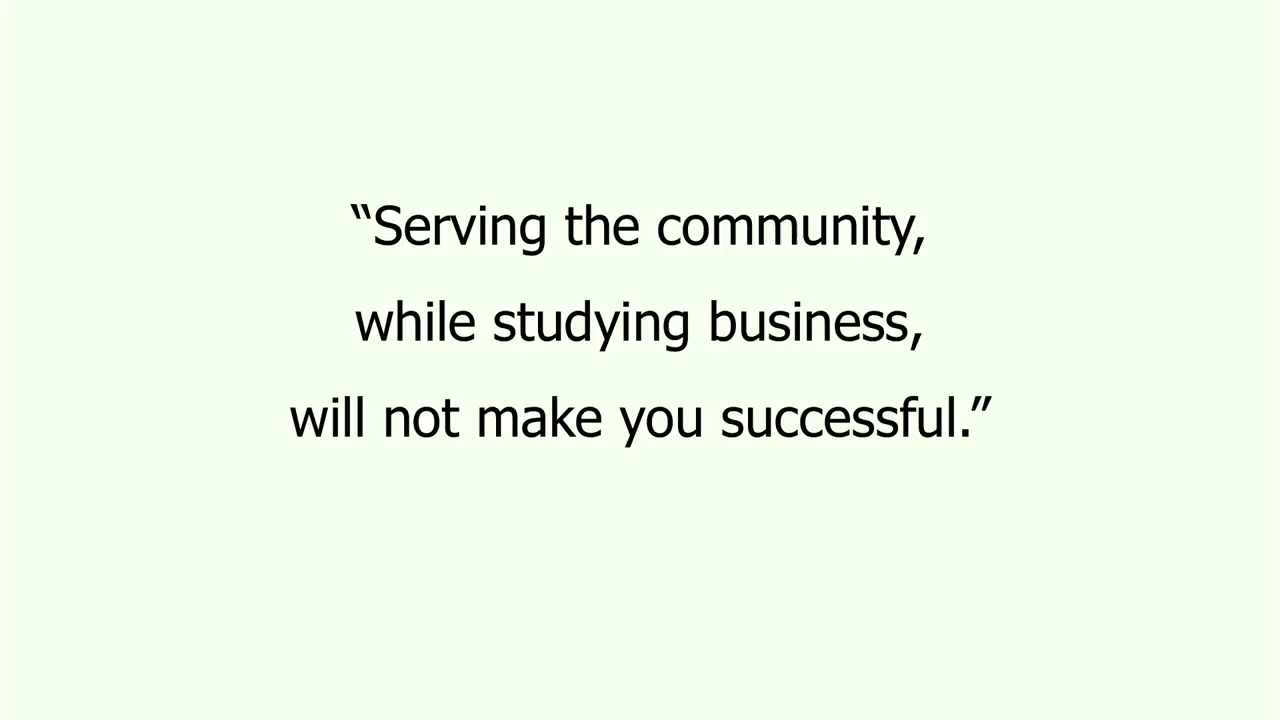 “Serving the community,
while studying business,
will not make you successful.”